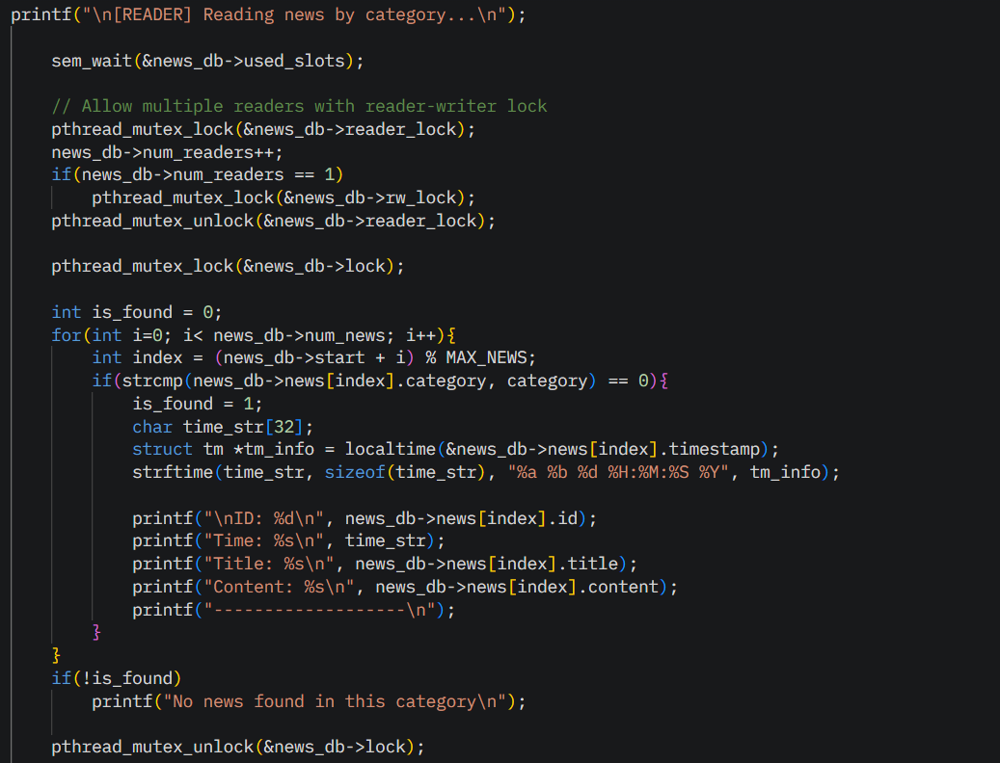 printf("\n[READER] Reading news by category...\n");
sem_wait(&news_db->used_slots);
// Allow multiple readers with reader-writer lock
pthread_mutex_lock(&news_db->reader_lock);
news_db->num_readers++;
if(news_db->num_readers == 1)
pthread_mutex_lock(&news_db->rw_lock);
pthread_mutex_unlock(&news_db->reader_lock);
pthread_mutex_lock(&news_db->lock);
int is_found = 0;
for(int i=0; i< news_db->num_news; i++){
int index = (news_db->start + i) % MAX_NEWS;
if(strcmp(news_db->news[index].category, category) == 0){
is_found = 1;
char time_str[32];
struct tm *tm_info = localtime(&news_db->news[index].timestamp);
strftime(time_str, sizeof(time_str), "%a %b %d %H:%M:%S %Y", tm_info);
printf("\nID: %d\n", news_db->news[index].id);
printf("Time: %s\n", time_str);
printf("Title: %s\n", news_db->news[index].title);
printf("Content: %s\n", news_db->news[index].content);
printf("-------------------\n");
}
}
if(!is_found)
printf("No news found in this category\n");
pthread_mutex_unlock(&news_db->lock);